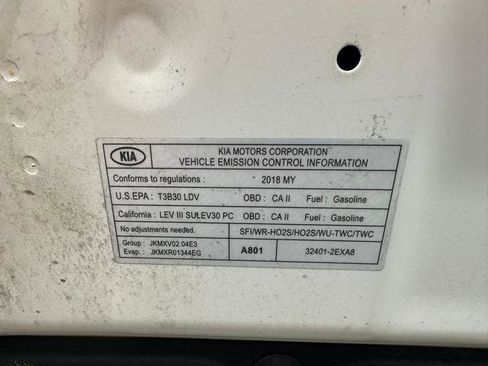 KIA
KIA MOTORS CORPORATION
VEHICLE EMISSION CONTROL INFORMATION
Conforms to regulations : 2018 MY
U.S.EPA : T3B30 LDV OBD : CA II Fuel : Gasoline
California : LEV III SULEV30 PC OBD : CA II Fuel : Gasoline
No adjustments needed. SFI/WR-HO2S/HO2S/WU-TWC/TWC
Group : JKMXV02.04E3
Evap. : JKMXR01344EG A801 32401-2EXA8